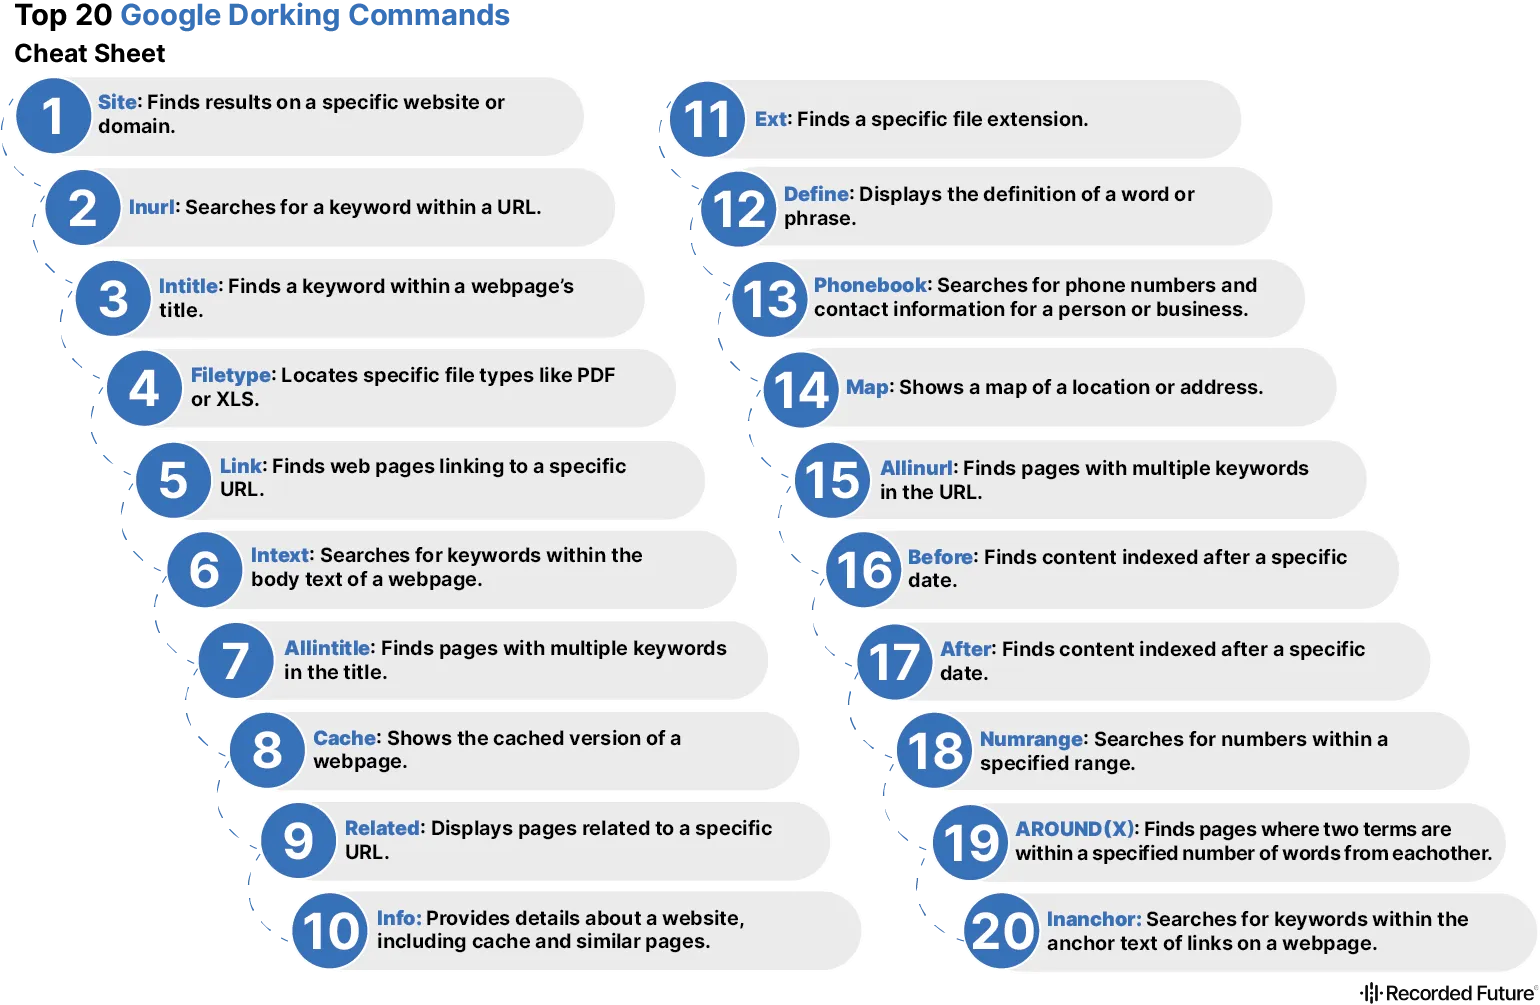 Top 20 Google Dorking Commands
Cheat Sheet
1
Site: Finds results on a specific website or
domain.
2
Inurl: Searches for a keyword within a URL.
3
Intitle: Finds a keyword within a webpage’s
title.
4
Filetype: Locates specific file types like PDF
or XLS.
5
Link: Finds web pages linking to a specific
URL.
6
Intext: Searches for keywords within the
body text of a webpage.
7
Allintitle: Finds pages with multiple keywords
in the title.
8
Cache: Shows the cached version of a
webpage.
9
Related: Displays pages related to a specific
URL.
10
Info: Provides details about a website,
including cache and similar pages.
11
Ext: Finds a specific file extension.
12
Define: Displays the definition of a word or
phrase.
13
Phonebook: Searches for phone numbers and
contact information for a person or business.
14
Map: Shows a map of a location or address.
15
Allinurl: Finds pages with multiple keywords
in the URL.
16
Before: Finds content indexed after a specific
date.
17
After: Finds content indexed after a specific
date.
18
Numrange: Searches for numbers within a
specified range.
19
AROUND(X): Finds pages where two terms are
within a specified number of words from eachother.
20
Inanchor: Searches for keywords within the
anchor text of links on a webpage.
Recorded Future®